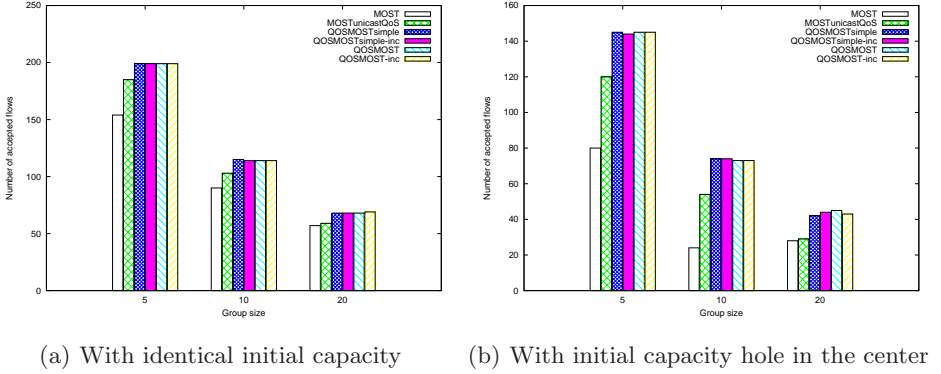 MOST
MOSTunicastQoS
QOSMOSTsimple
QOSMOSTsimple-inc
QOSMOST
QOSMOST-inc
Number of accepted flows
250
200
150
100
50
0
5
10
20
Group size
(a) With identical initial capacity
MOST
MOSTunicastQoS
QOSMOSTsimple
QOSMOSTsimple-inc
QOSMOST
QOSMOST-inc
Number of accepted flows
160
140
120
100
80
60
40
20
0
5
10
20
Group size
(b) With initial capacity hole in the center